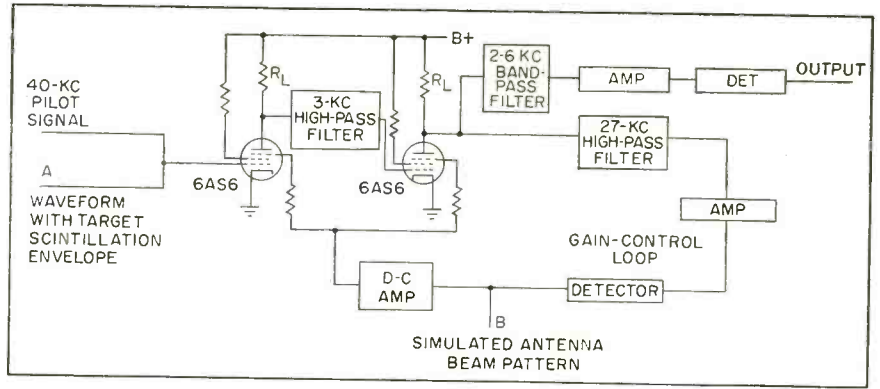 B+
40-KC
PILOT
SIGNAL
A
WAVEFORM
WITH TARGET
SCINTILLATION
ENVELOPE
RL
3-KC
HIGH-PASS
FILTER
6AS6
RL
6AS6
2-6 KC
BAND-
PASS
FILTER
AMP
DET
OUTPUT
27-KC
HIGH-PASS
FILTER
AMP
GAIN-CONTROL
LOOP
D-C
AMP
DETECTOR
B
SIMULATED ANTENNA
BEAM PATTERN